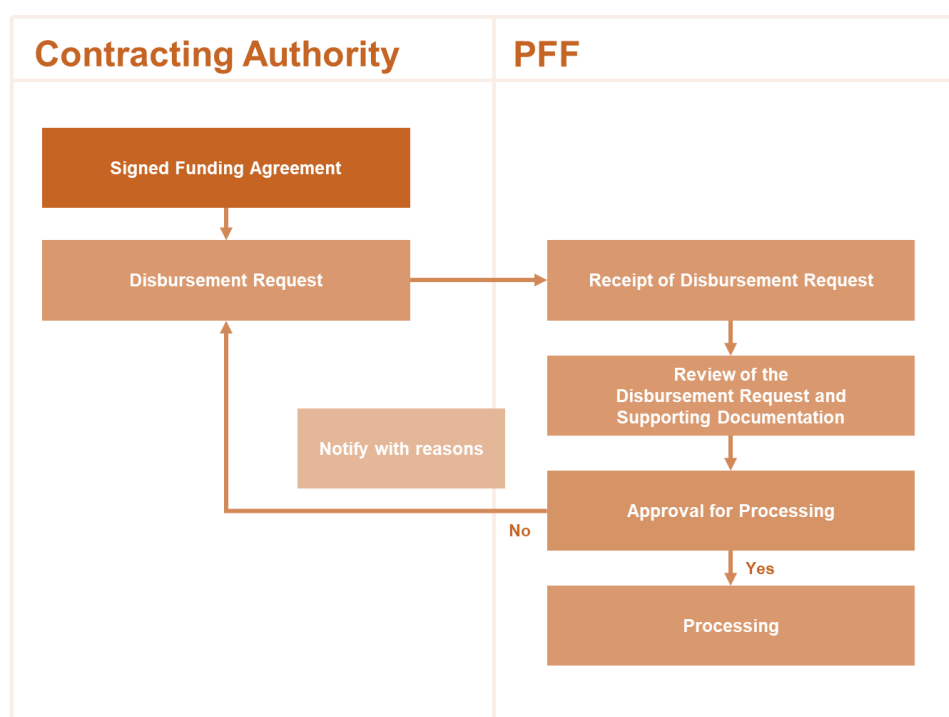 Contracting Authority
PFF
Signed Funding Agreement
Disbursement Request
Receipt of Disbursement Request
Review of the
Disbursement Request and
Supporting Documentation
Notify with reasons
Approval for Processing
No
Yes
Processing